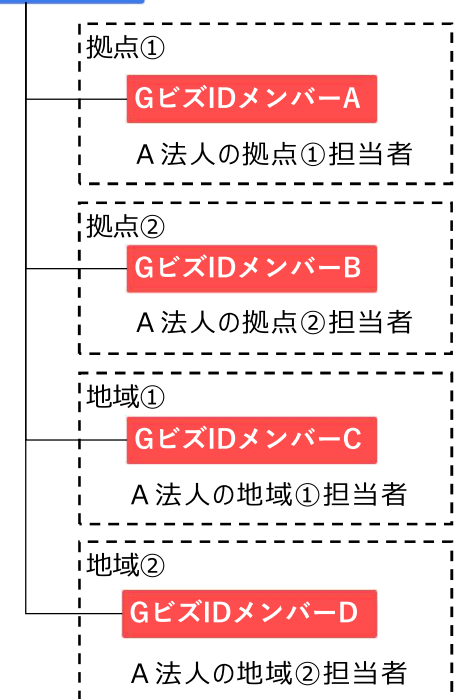 拠点①
GビズIDメンバーA
A法人の拠点①担当者
拠点②
GビズIDメンバーB
A法人の拠点②担当者
地域①
GビズIDメンバーC
A法人の地域①担当者
地域②
GビズIDメンバーD
A法人の地域②担当者